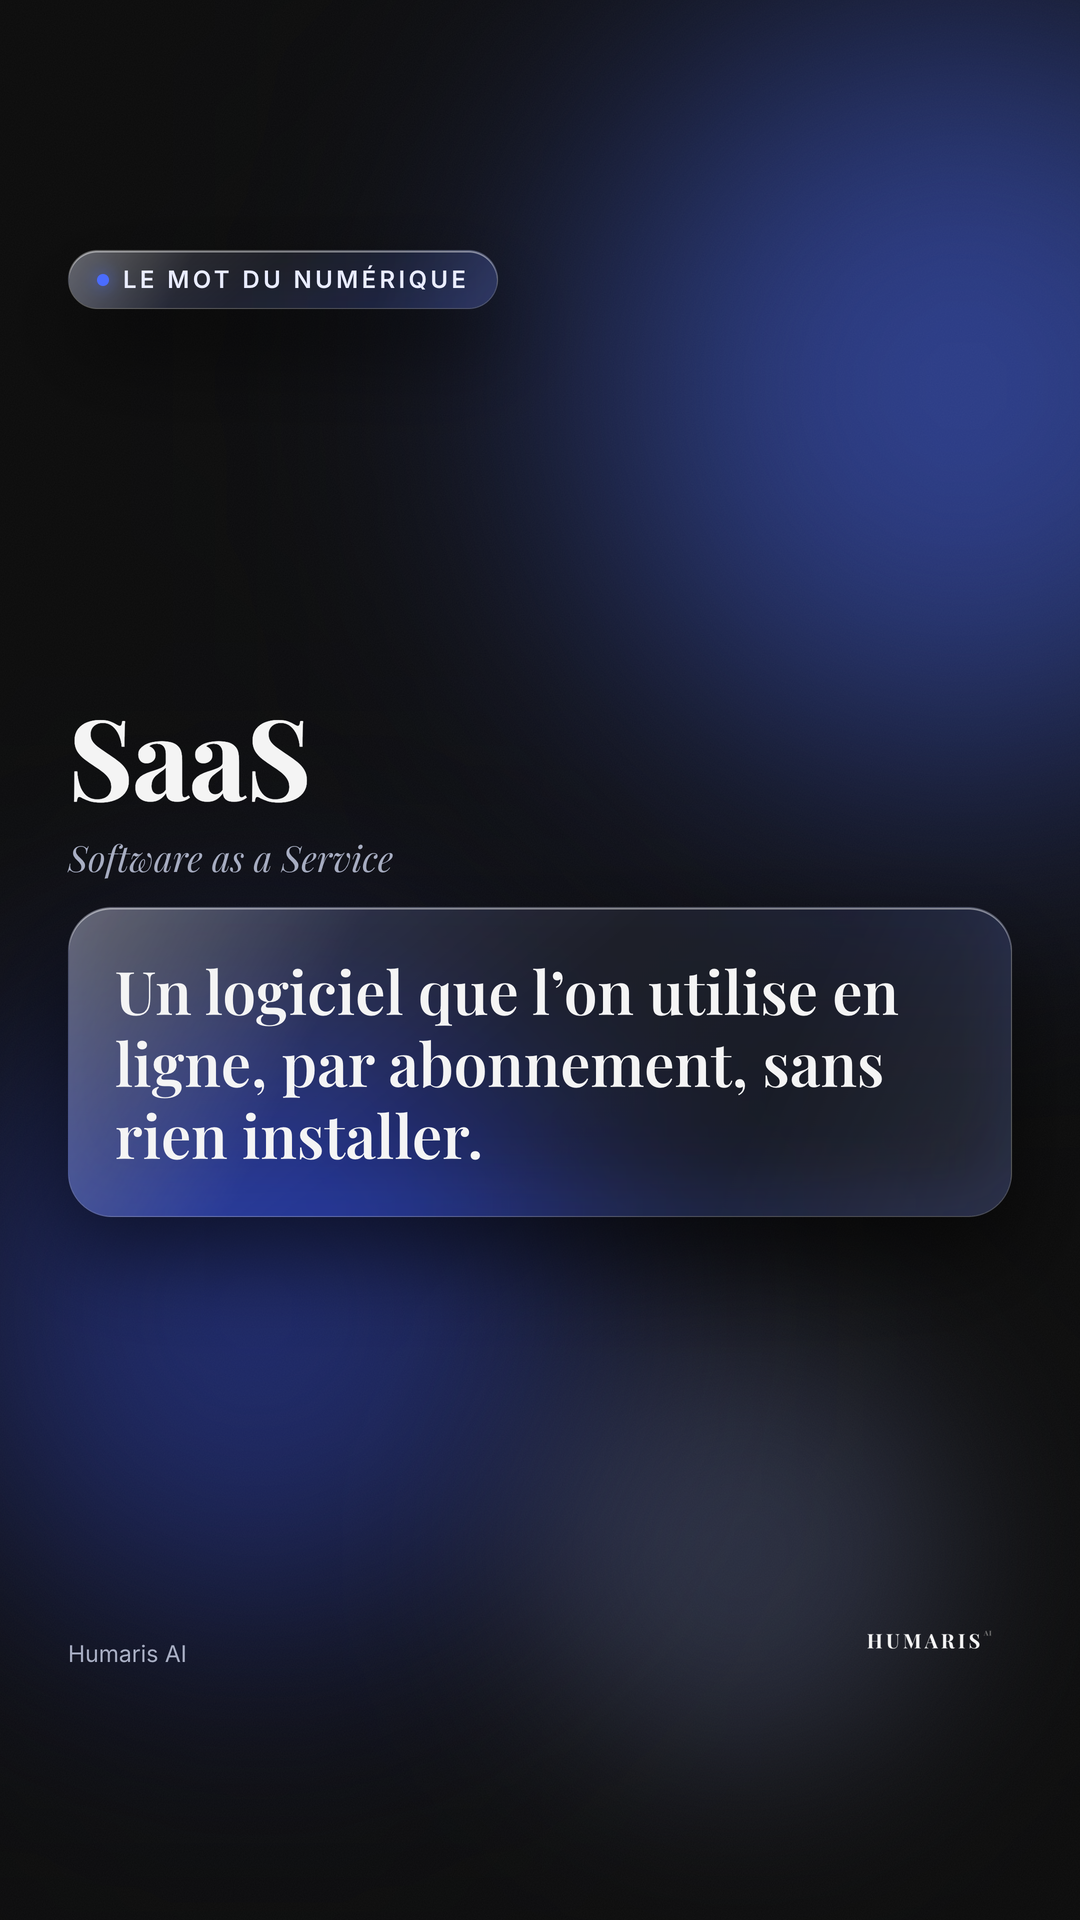 LE MOT DU NUMÉRIQUE
SaaS
Software as a Service
Un logiciel que l’on utilise en
ligne, par abonnement, sans
rien installer.
Humaris AI
HUMARIS AI